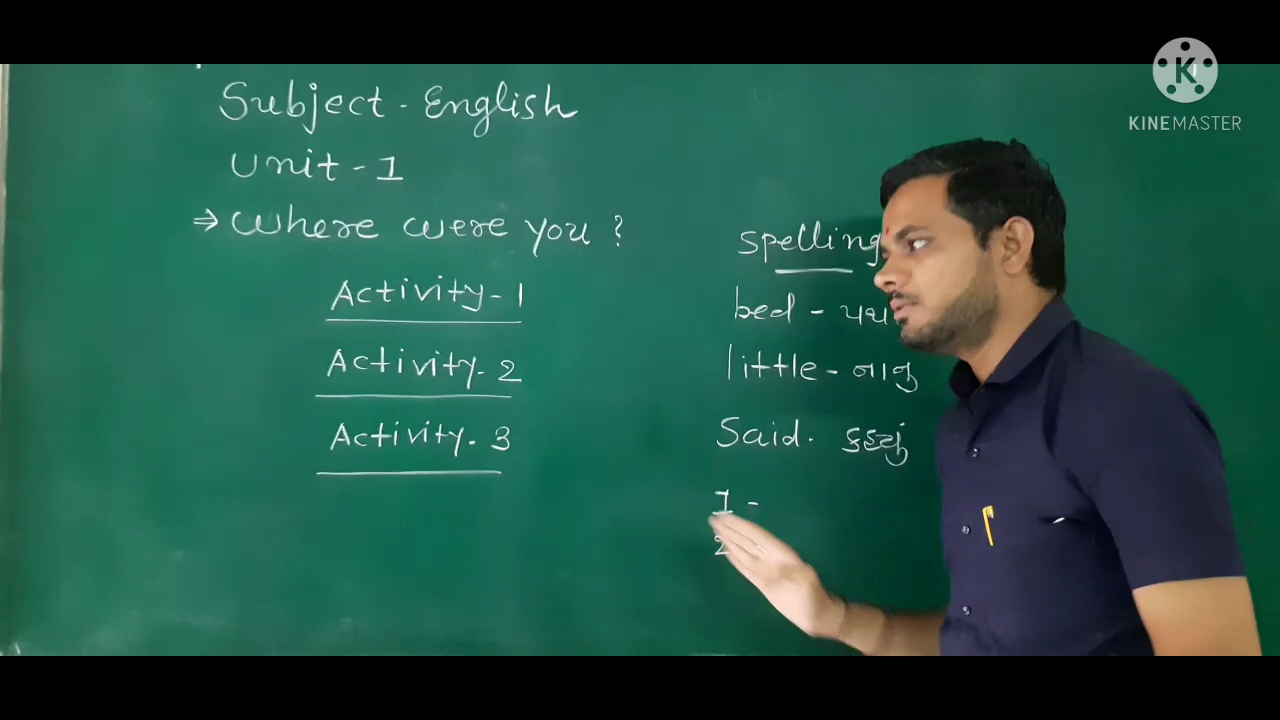 Subject - English
Unit - 1
⇒ Where were you ?
Activity - 1
Activity - 2
Activity - 3
Spelling
bed -
little - નાનું
Said. કહ્યું
1 -
2
KINEMASTER